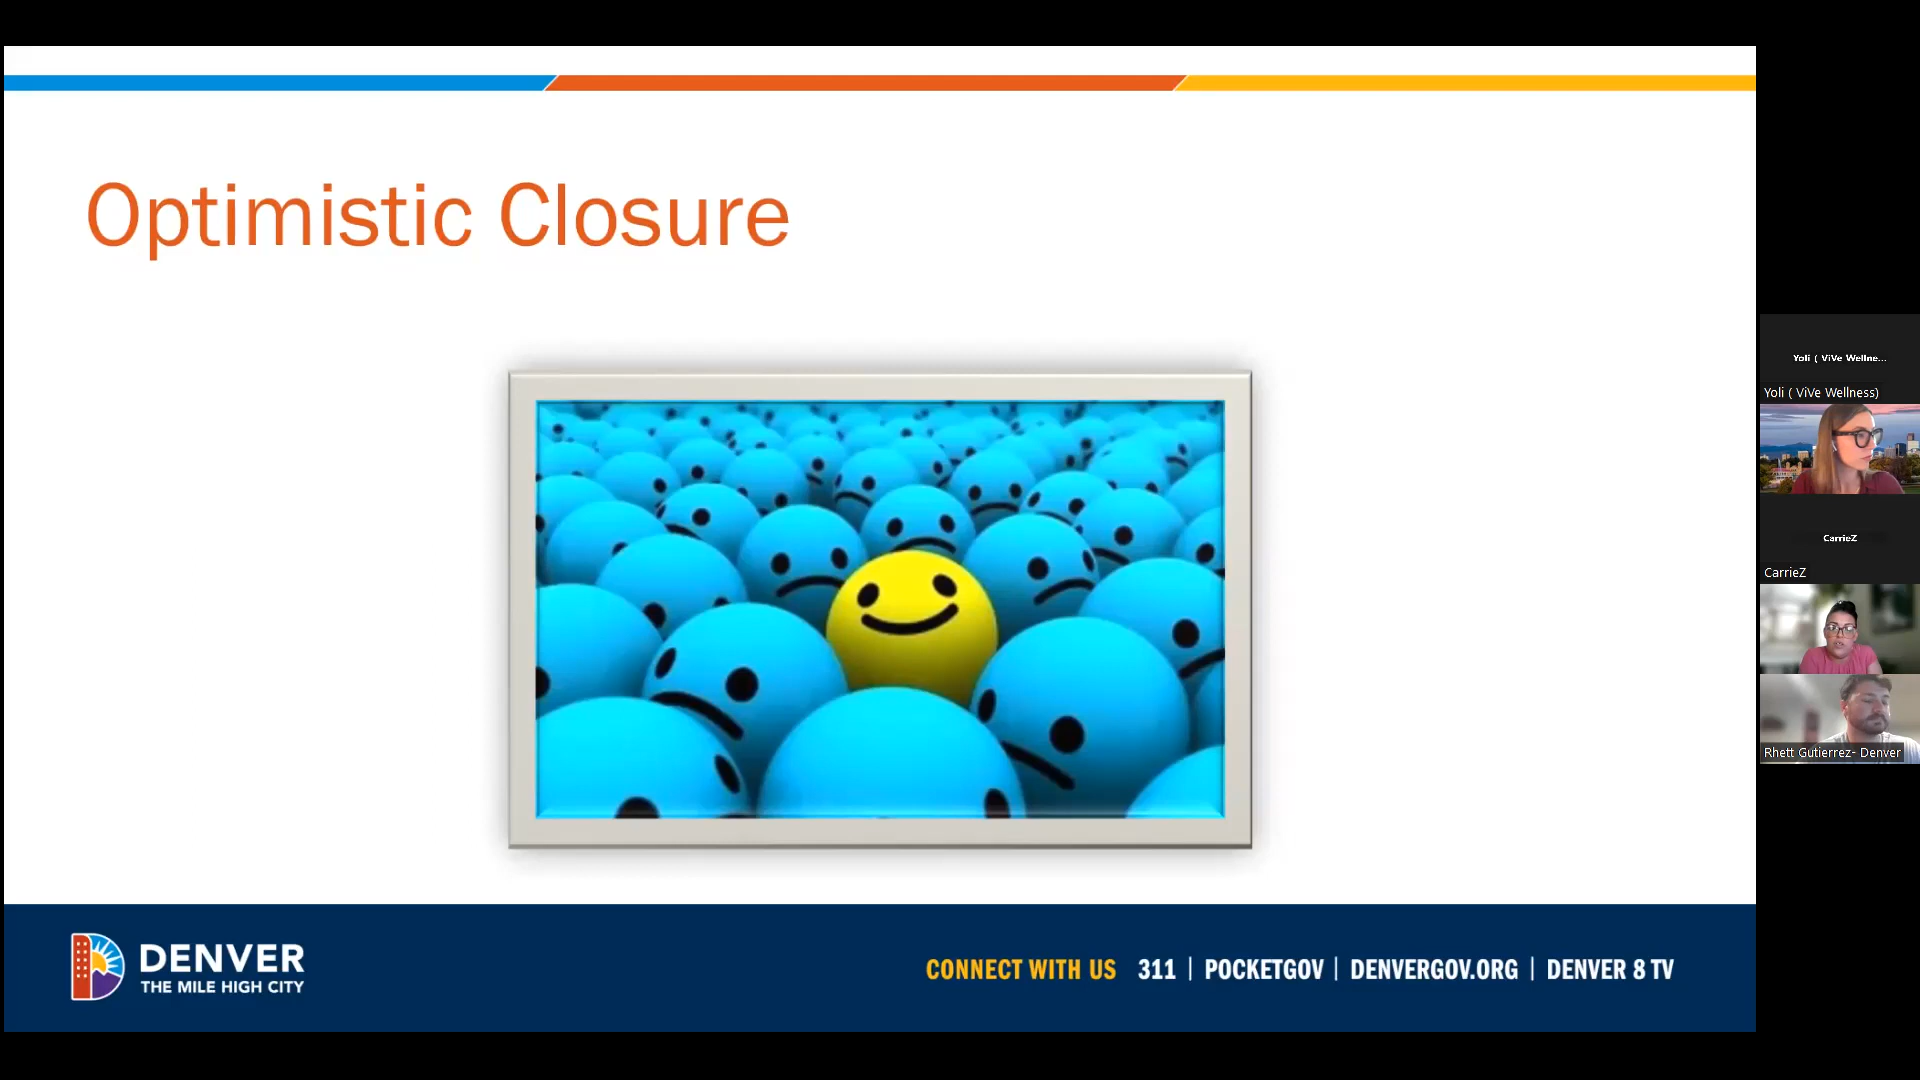 Optimistic Closure
DENVER
THE MILE HIGH CITY
CONNECT WITH US 311 | POCKETGOV | DENVERGOV.ORG | DENVER 8 TV
Yoli ( ViVe Wellne...
Yoli ( ViVe Wellness)
CarrieZ
CarrieZ
Rhett Gutierrez- Denver